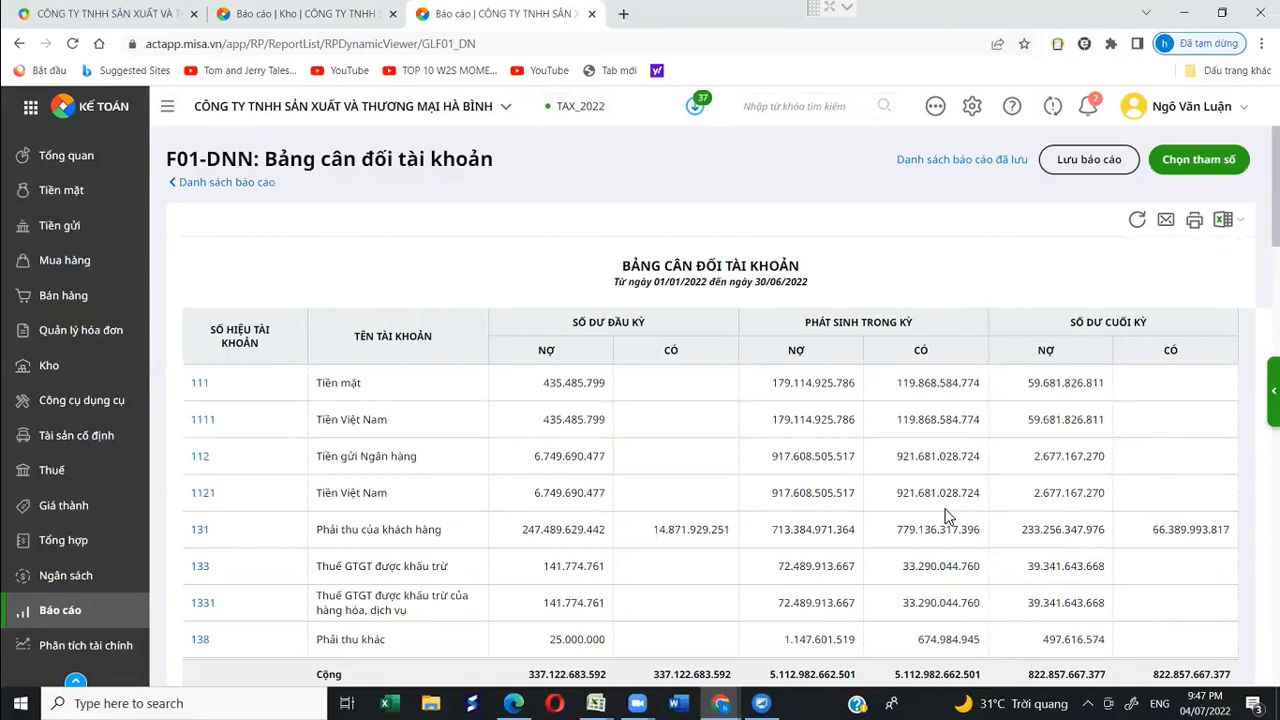 CÔNG TY TNHH SẢN XUẤT VÀ T
Báo cáo | Kho | CÔNG TY TNHH S
Báo cáo | CÔNG TY TNHH SẢN X
actapp.misa.vn/app/RP/ReportList/RPDynamicViewer/GLF01_DN
h Đã tạm dừng
Bắt đầu
Suggested Sites
Tom and Jerry Tales...
YouTube
TOP 10 W2S MOME...
YouTube
Tab mới
Dấu trang khác
KẾ TOÁN
CÔNG TY TNHH SẢN XUẤT VÀ THƯƠNG MẠI HÀ BÌNH
TAX_2022
37
Nhập từ khóa tìm kiếm
2
Ngô Văn Luận
Tổng quan
Tiền mặt
Tiền gửi
Mua hàng
Bán hàng
Quản lý hóa đơn
Kho
Công cụ dụng cụ
Tài sản cố định
Thuế
Giá thành
Tổng hợp
Ngân sách
Báo cáo
Phân tích tài chính
F01-DNN: Bảng cân đối tài khoản
Danh sách báo cáo
Danh sách báo cáo đã lưu
Lưu báo cáo
Chọn tham số
BẢNG CÂN ĐỐI TÀI KHOẢN
Từ ngày 01/01/2022 đến ngày 30/06/2022
SỐ HIỆU TÀI KHOẢN TÊN TÀI KHOẢN SỐ DƯ ĐẦU KỲ PHÁT SINH TRONG KỲ SỐ DƯ CUỐI KỲ
NỢ CÓ NỢ CÓ NỢ CÓ
111 Tiền mặt 435.485.799 179.114.925.786 119.868.584.774 59.681.826.811
1111 Tiền Việt Nam 435.485.799 179.114.925.786 119.868.584.774 59.681.826.811
112 Tiền gửi Ngân hàng 6.749.690.477 917.608.505.517 921.681.028.724 2.677.167.270
1121 Tiền Việt Nam 6.749.690.477 917.608.505.517 921.681.028.724 2.677.167.270
131 Phải thu của khách hàng 247.489.629.442 14.871.929.251 713.384.971.364 779.136.317.396 233.256.347.976 66.389.993.817
133 Thuế GTGT được khấu trừ 141.774.761 72.489.913.667 33.290.044.760 39.341.643.668
1331 Thuế GTGT được khấu trừ của hàng hóa, dịch vụ 141.774.761 72.489.913.667 33.290.044.760 39.341.643.668
138 Phải thu khác 25.000.000 1.147.601.519 674.984.945 497.616.574
Cộng 337.122.683.592 337.122.683.592 5.112.982.662.501 5.112.982.662.501 822.857.667.377 822.857.667.377
Type here to search
31°C Trời quang
ENG
9:47 PM
04/07/2022
3